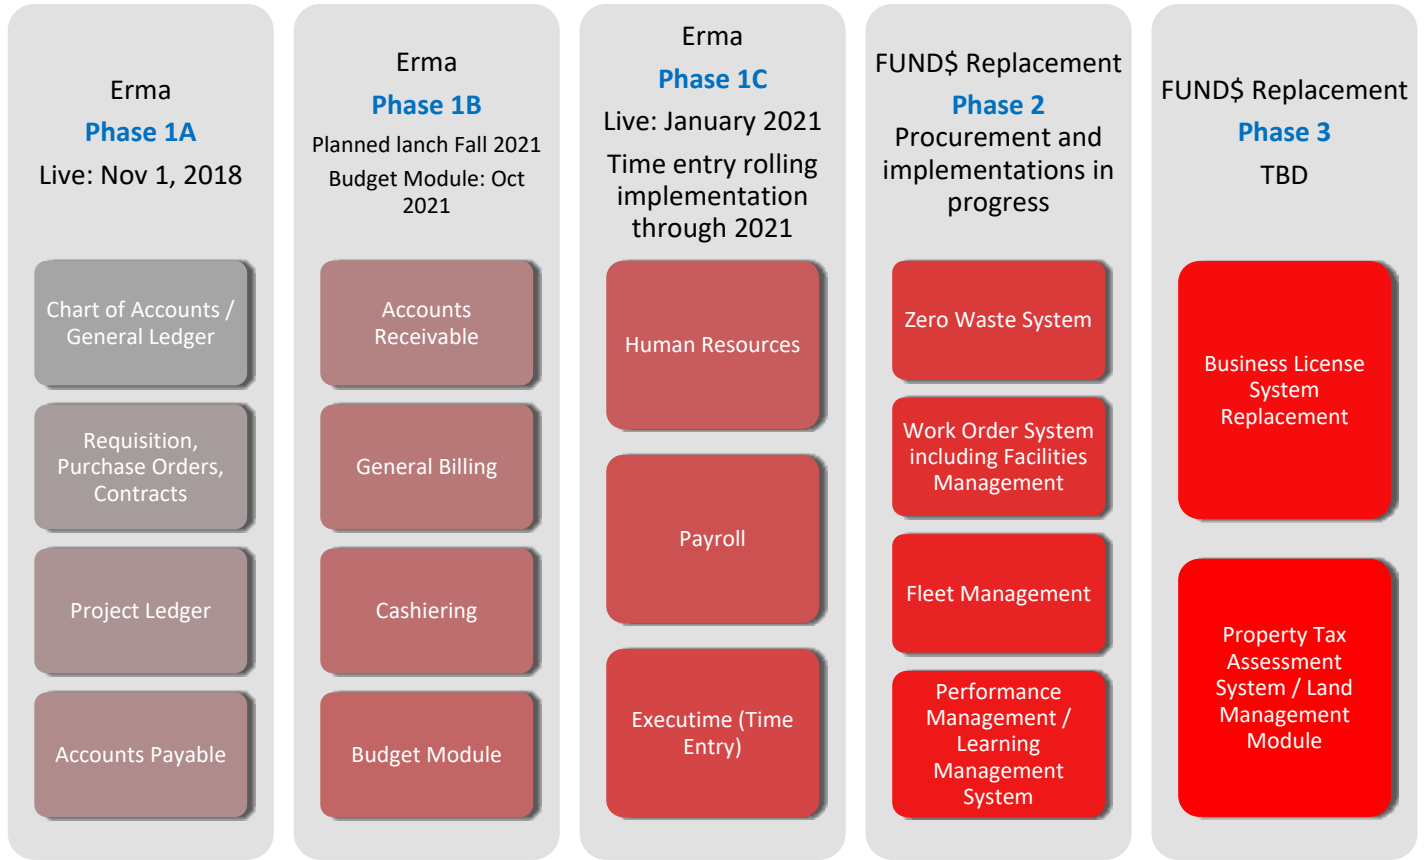 Erma
Phase 1A
Live: Nov 1, 2018
Chart of Accounts /
General Ledger
Requisition,
Purchase Orders,
Contracts
Project Ledger
Accounts Payable
Erma
Phase 1B
Planned lanch Fall 2021
Budget Module: Oct
2021
Accounts
Receivable
General Billing
Cashiering
Budget Module
Erma
Phase 1C
Live: January 2021
Time entry rolling
implementation
through 2021
Human Resources
Payroll
Executime (Time
Entry)
FUND$ Replacement
Phase 2
Procurement and
implementations in
progress
Zero Waste System
Work Order System
including Facilities
Management
Fleet Management
Performance
Management /
Learning
Management
System
FUND$ Replacement
Phase 3
TBD
Business License
System
Replacement
Property Tax
Assessment
System / Land
Management
Module